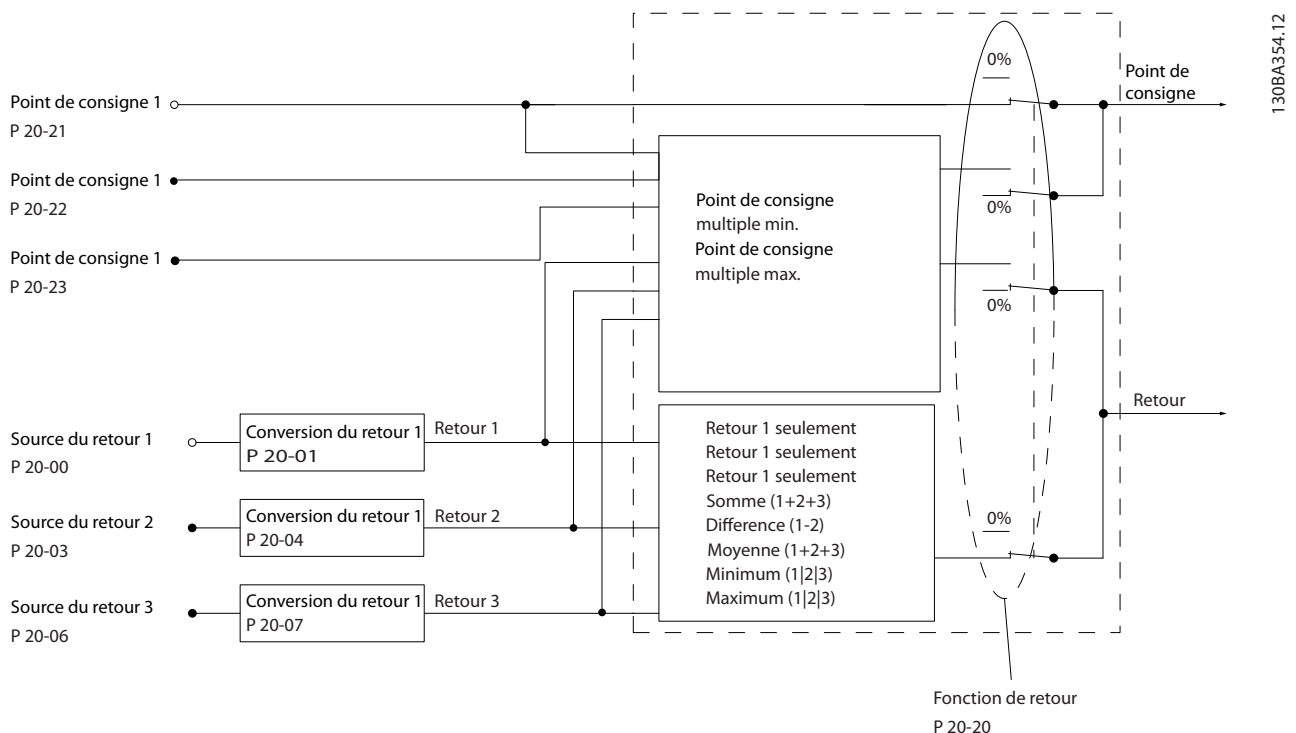 130BA354.12
0%
Point de
consigne
Point de consigne 1
P 20-21
Point de consigne 1
P 20-22
Point de consigne 1
P 20-23
Point de consigne
multiple min.
Point de consigne
multiple max.
0%
0%
Retour
Source du retour 1
P 20-00
Conversion du retour 1
P 20-01
Retour 1
Source du retour 2
P 20-03
Conversion du retour 1
P 20-04
Retour 2
Source du retour 3
P 20-06
Conversion du retour 1
P 20-07
Retour 3
Retour 1 seulement
Retour 1 seulement
Retour 1 seulement
Somme (1+2+3)
Difference (1-2)
Moyenne (1+2+3)
Minimum (1|2|3)
Maximum (1|2|3)
0%
Fonction de retour
P 20-20